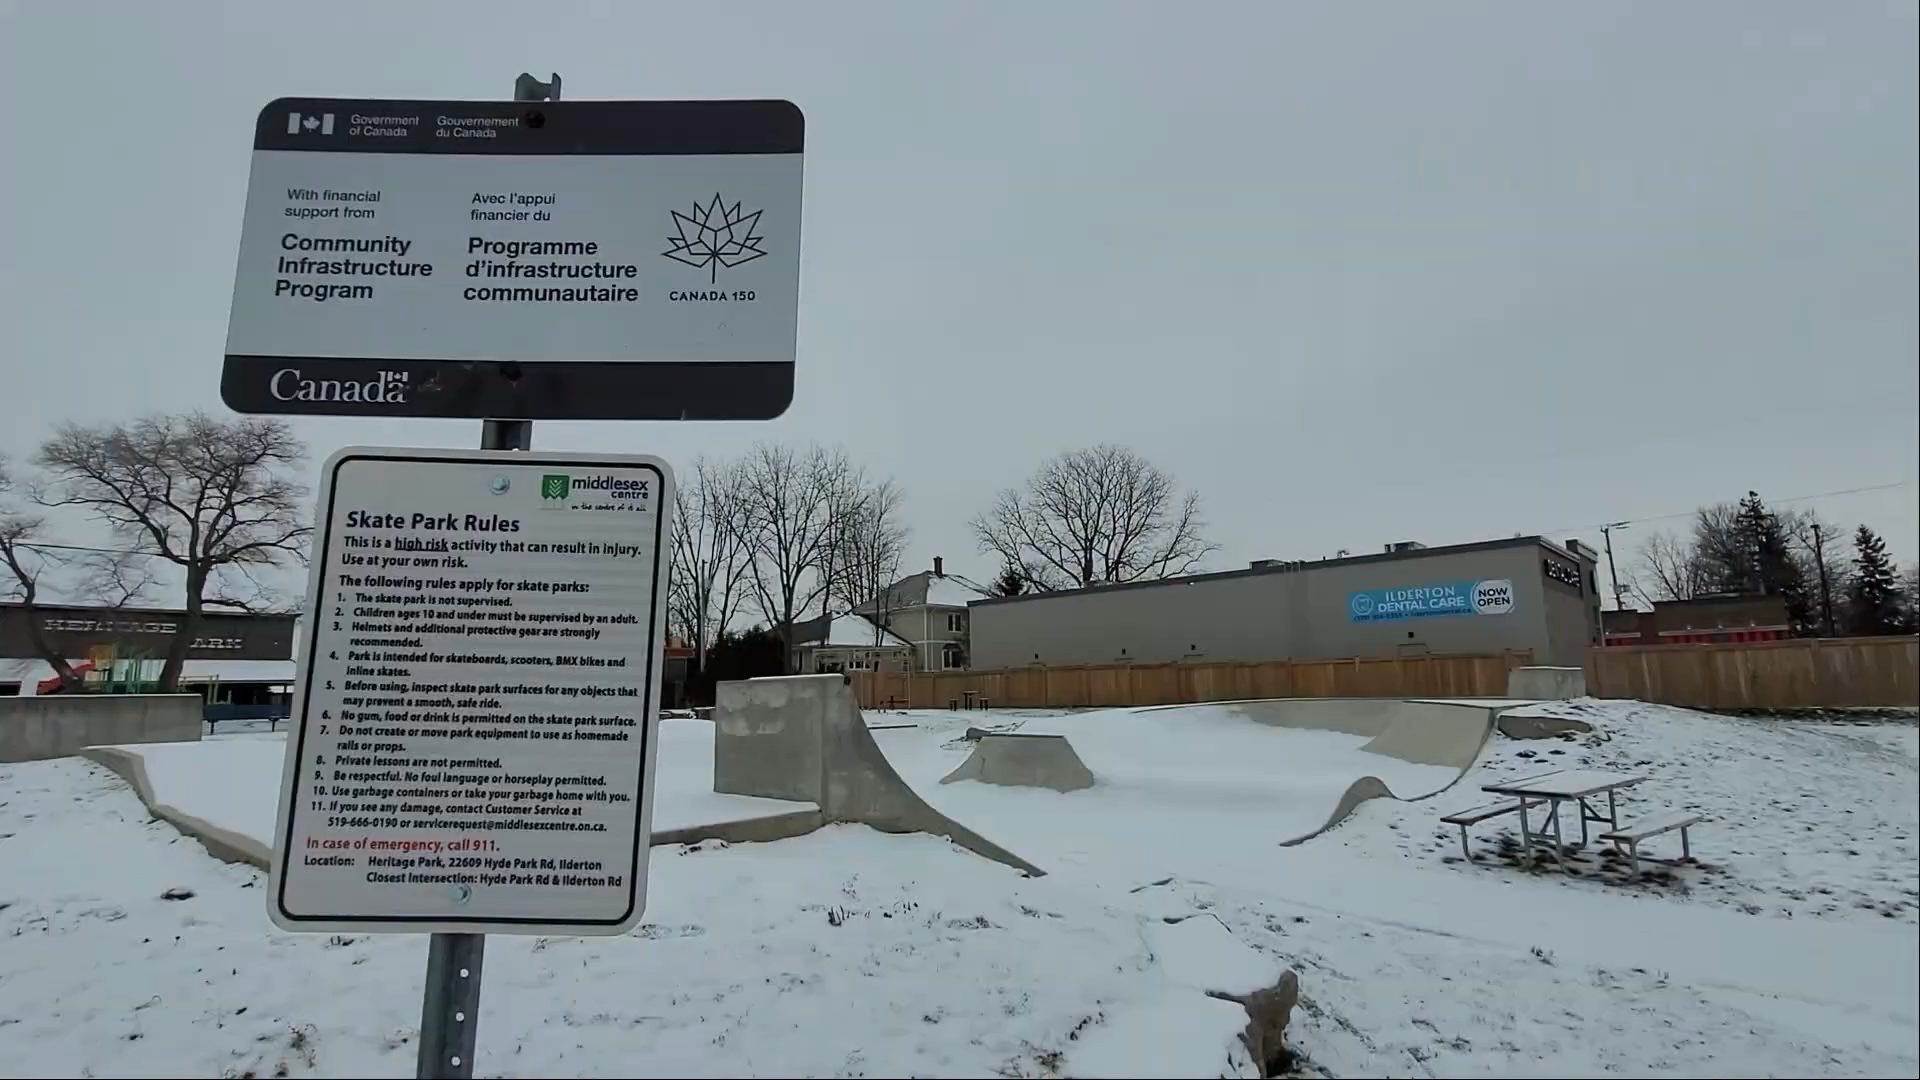 Government of Canada
Gouvernement du Canada
With financial
support from
Community
Infrastructure
Program
Avec l'appui
financier du
Programme
d'infrastructure
communautaire
CANADA 150
Canada
middlesex
centre
in the centre of it all
Skate Park Rules
This is a high risk activity that can result in injury.
Use at your own risk.
The following rules apply for skate parks:
1. The skate park is not supervised.
2. Children ages 10 and under must be supervised by an adult.
3. Helmets and additional protective gear are strongly
recommended.
4. Park is intended for skateboards, scooters, BMX bikes and
inline skates.
5. Before using, inspect skate park surfaces for any objects that
may prevent a smooth, safe ride.
6. No gum, food or drink is permitted on the skate park surface.
7. Do not create or move park equipment to use as homemade
rails or props.
8. Private lessons are not permitted.
9. Be respectful. No foul language or horseplay permitted.
10. Use garbage containers or take your garbage home with you.
11. If you see any damage, contact Customer Service at
519-666-0190 or servicerequest@middlesexcentre.on.ca.
In case of emergency, call 911.
Location: Heritage Park, 22609 Hyde Park Rd, Ilderton
Closest Intersection: Hyde Park Rd & Ilderton Rd
HERITAGE PARK
ILDERTON
DENTAL CARE
NOW
OPEN